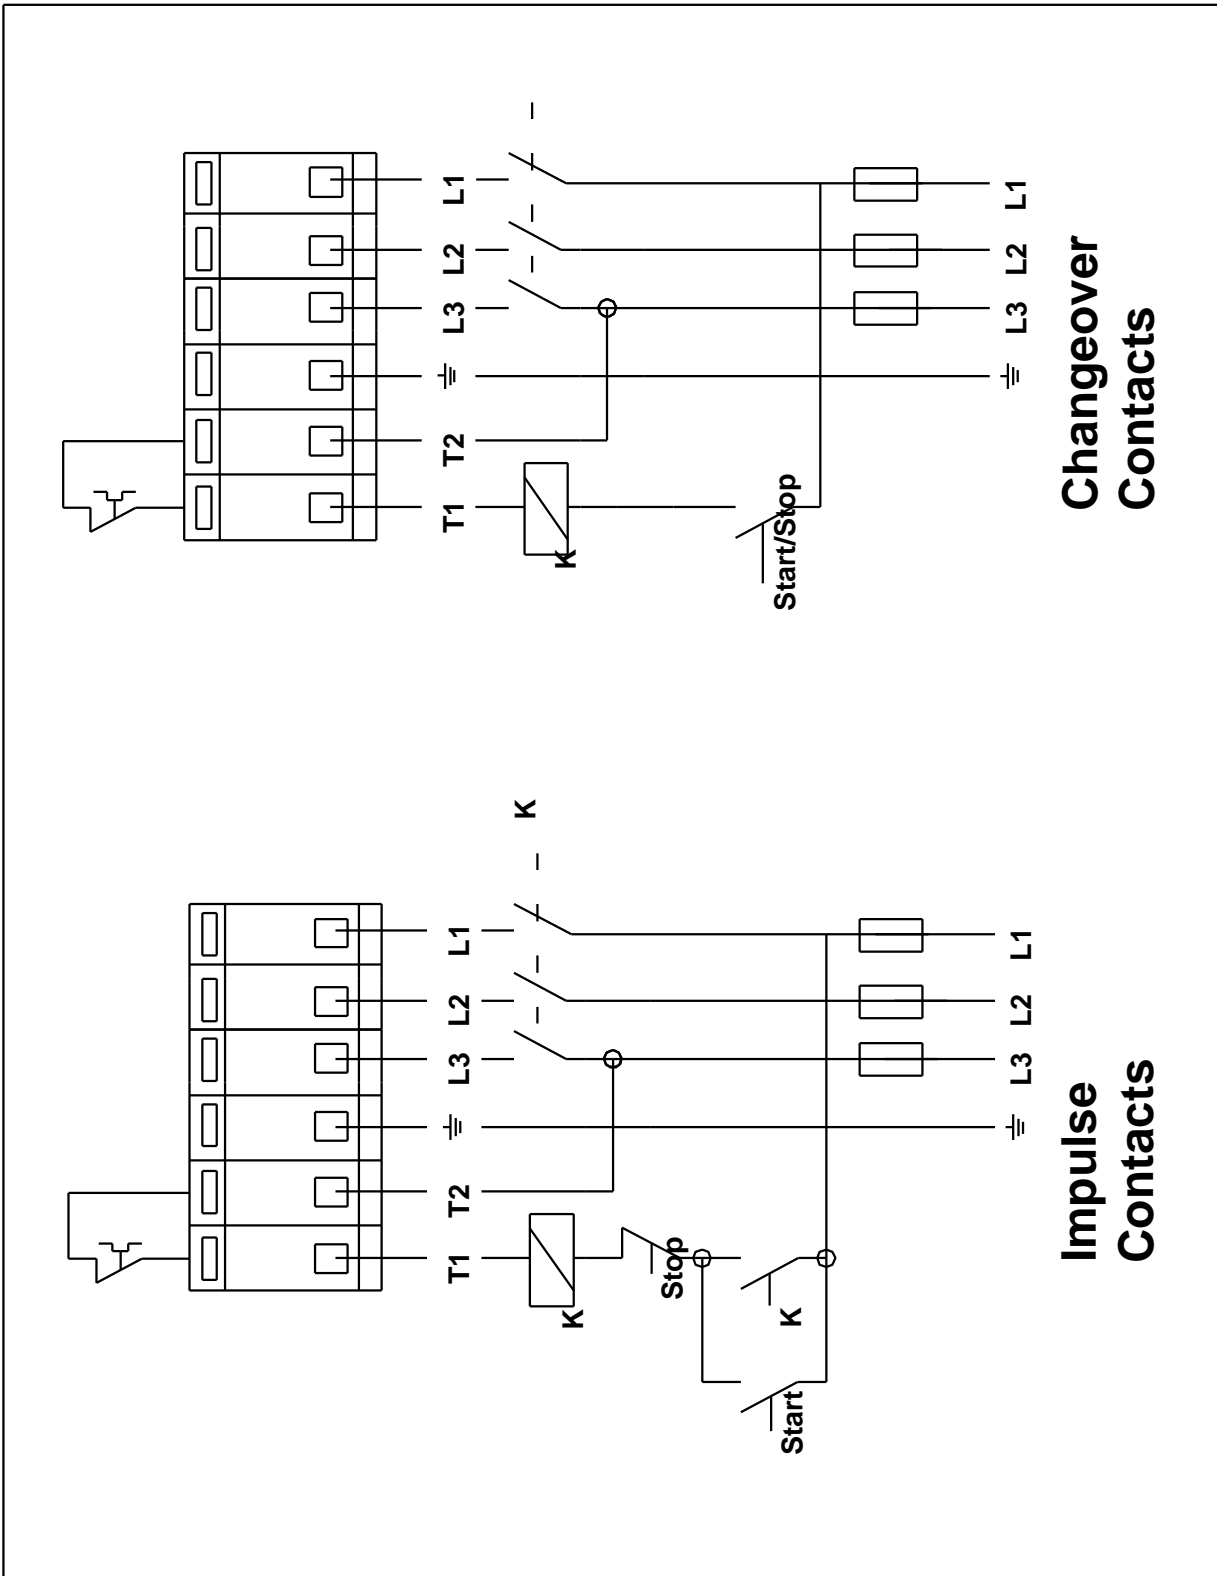 T1 T2 L3 L2 L1
K
K
Stop
Start K
L3 L2 L1
Impulse
Contacts
T1 T2 L3 L2 L1
K
Start/Stop
L3 L2 L1
Changeover
Contacts